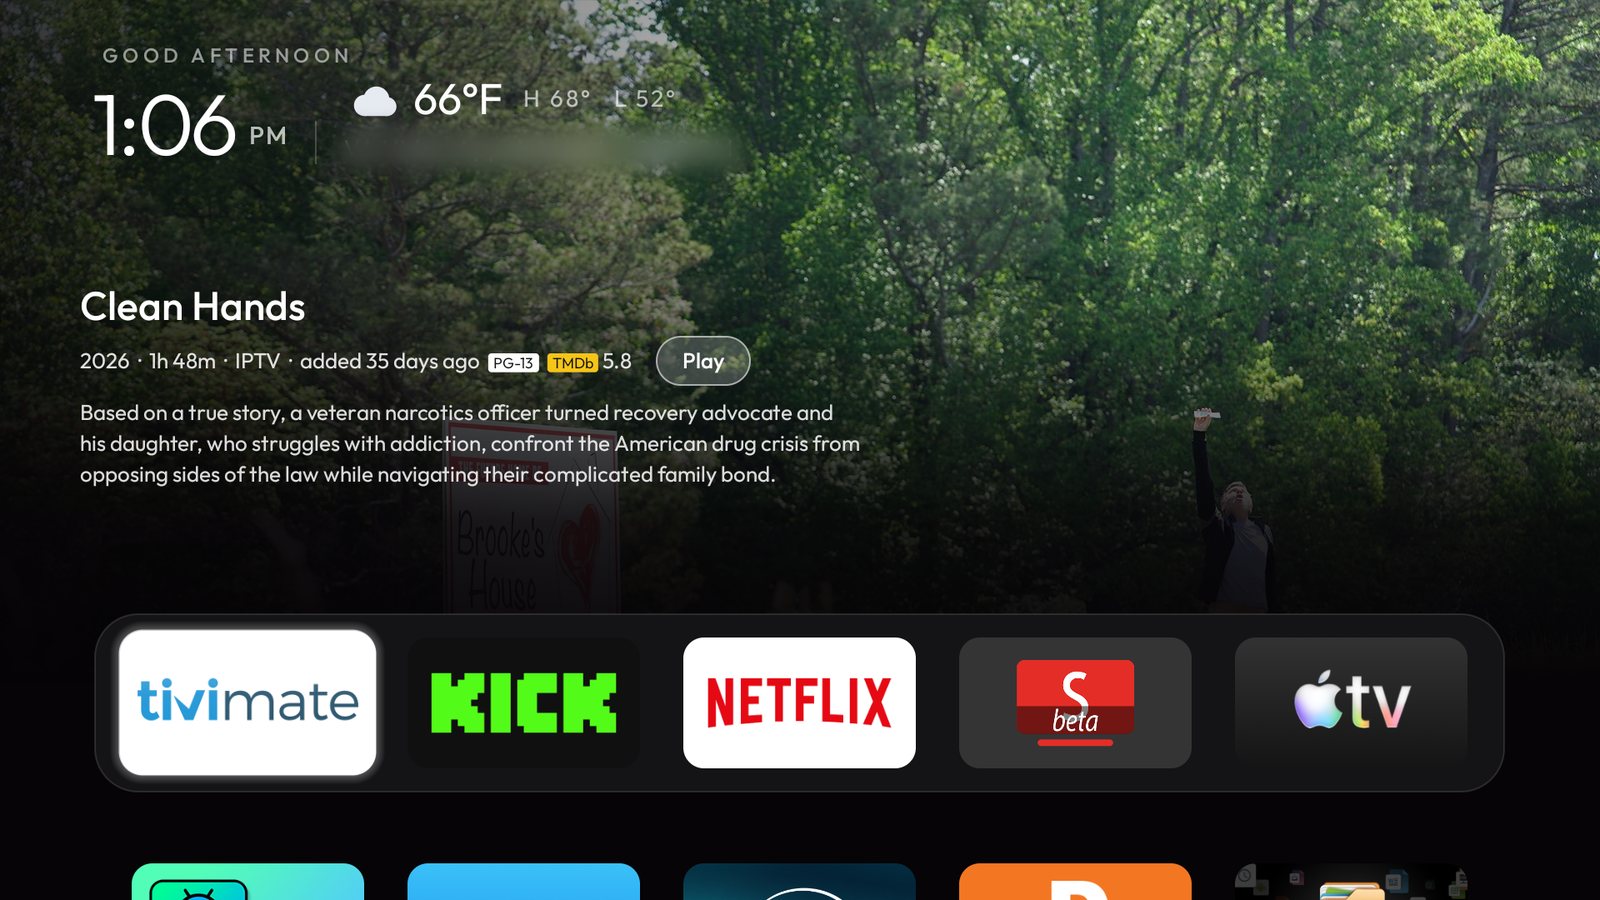 GOOD AFTERNOON
1:06 PM
66°F H 68° L 52°
Clean Hands
2026 · 1h 48m · IPTV · added 35 days ago PG-13 TMDb 5.8 Play
Based on a true story, a veteran narcotics officer turned recovery advocate and
his daughter, who struggles with addiction, confront the American drug crisis from
opposing sides of the law while navigating their complicated family bond.
Brooke's
House
tivimate KICK NETFLIX S tv
beta